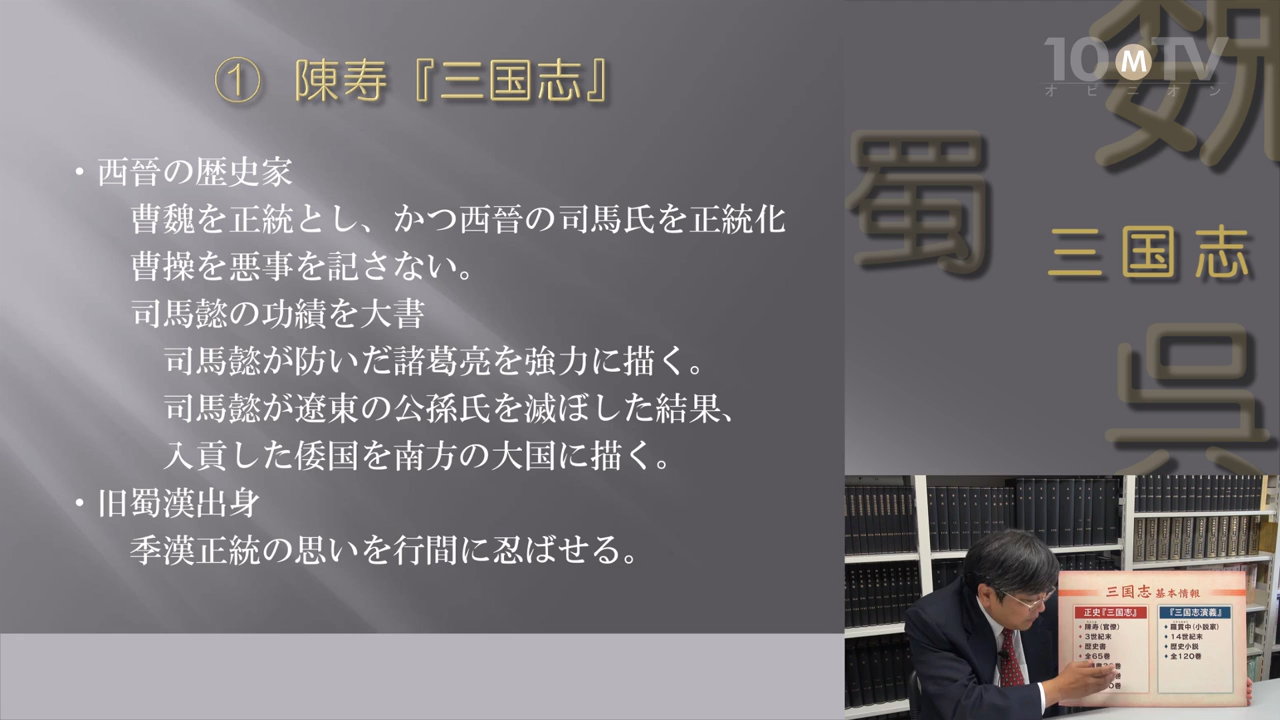 ① 陳寿『三国志』
・西晉の歴史家
曹魏を正統とし、かつ西晉の司馬氏を正統化
曹操を悪事を記さない。
司馬懿の功績を大書
司馬懿が防いだ諸葛亮を強力に描く。
司馬懿が遼東の公孫氏を滅ぼした結果、
入貢した倭国を南方の大国に描く。
・旧蜀漢出身
季漢正統の思いを行間に忍ばせる。
10MTV
オピニオン
魏
蜀
三国志
呉
三国志 基本情報
正史『三国志』
・陳寿(官僚)
・3世紀末
・歴史書
・全65巻
『三国志演義』
・羅貫中(小説家)
・14世紀末
・歴史小説
・全120巻